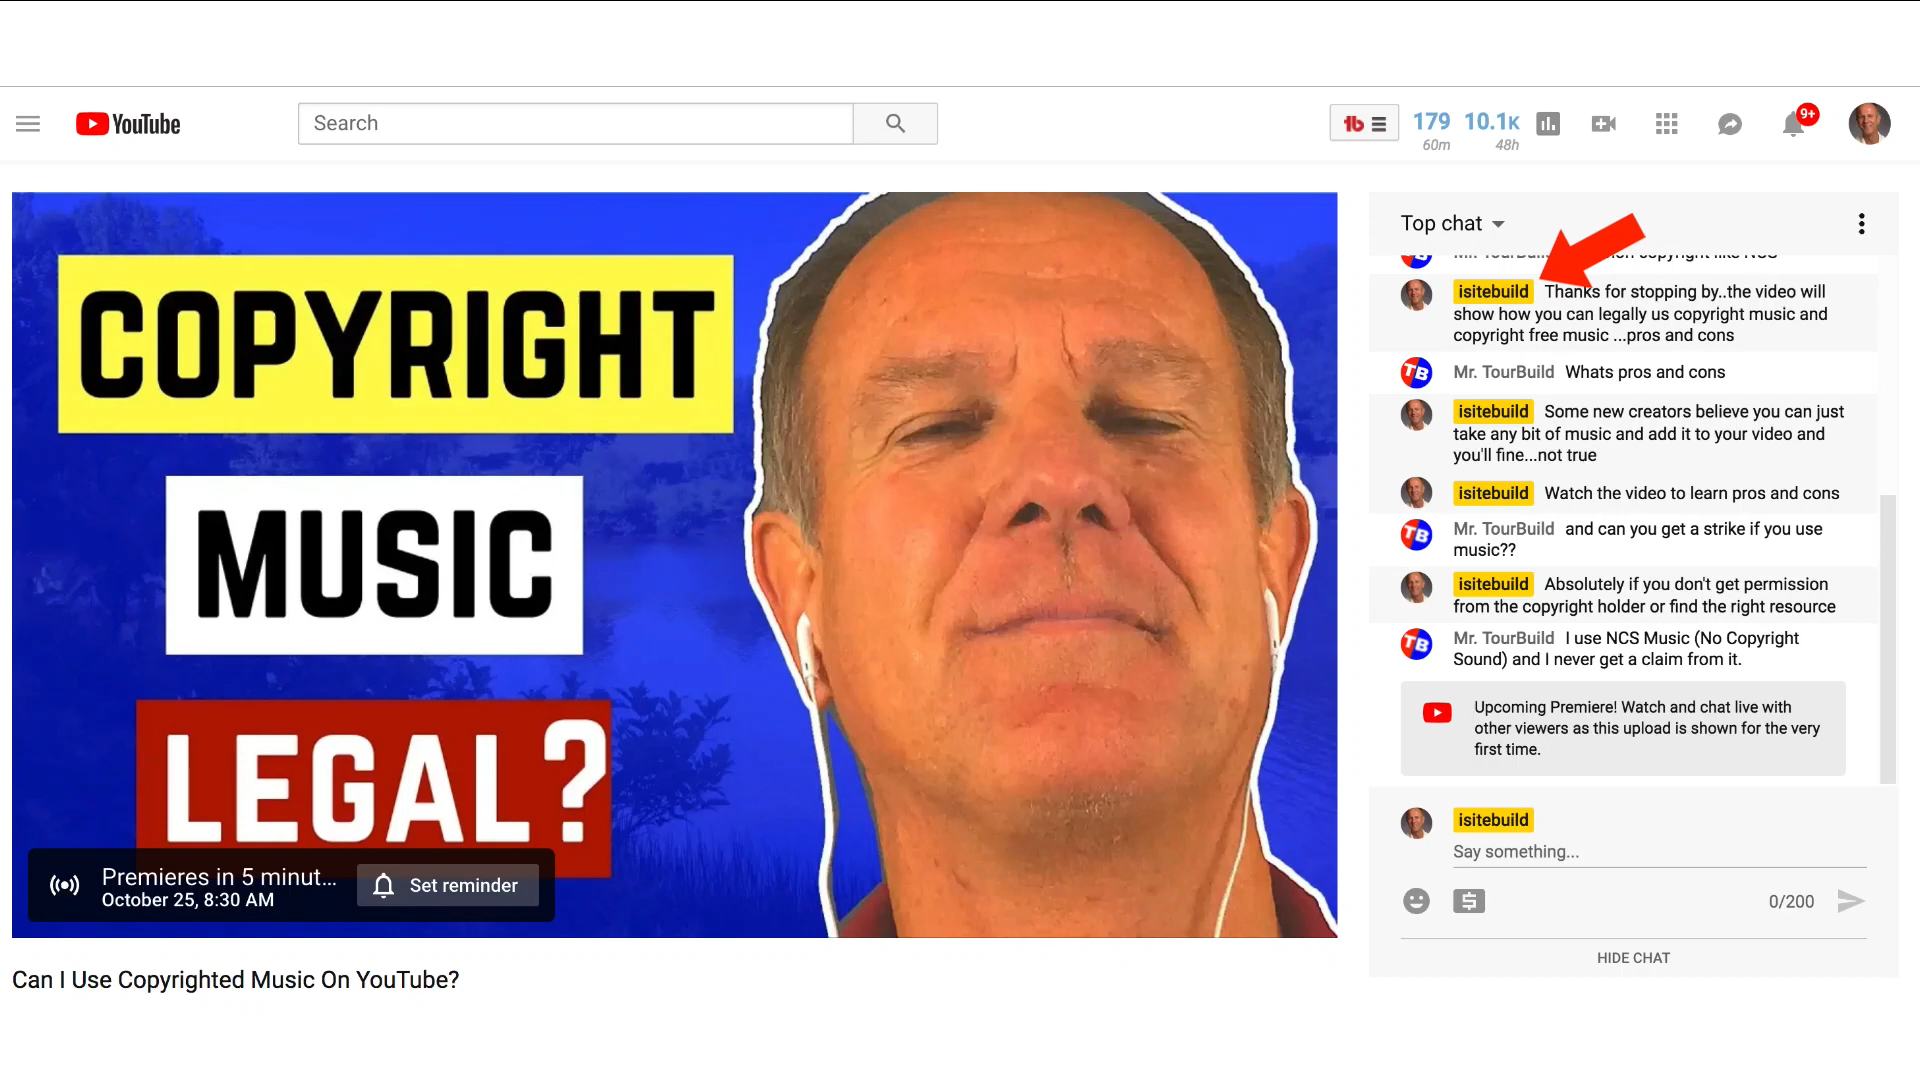 YouTube
Search
179
60m
10.1K
48h
9+
COPYRIGHT
MUSIC
LEGAL?
Premieres in 5 minut...
October 25, 8:30 AM
Set reminder
Can I Use Copyrighted Music On YouTube?
Top chat
copyright like NCS
isitebuild Thanks for stopping by..the video will
show how you can legally us copyright music and
copyright free music ...pros and cons
TB Mr. TourBuild Whats pros and cons
isitebuild Some new creators believe you can just
take any bit of music and add it to your video and
you'll fine...not true
isitebuild Watch the video to learn pros and cons
TB Mr. TourBuild and can you get a strike if you use
music??
isitebuild Absolutely if you don't get permission
from the copyright holder or find the right resource
TB Mr. TourBuild I use NCS Music (No Copyright
Sound) and I never get a claim from it.
Upcoming Premiere! Watch and chat live with
other viewers as this upload is shown for the very
first time.
isitebuild
Say something...
0/200
HIDE CHAT